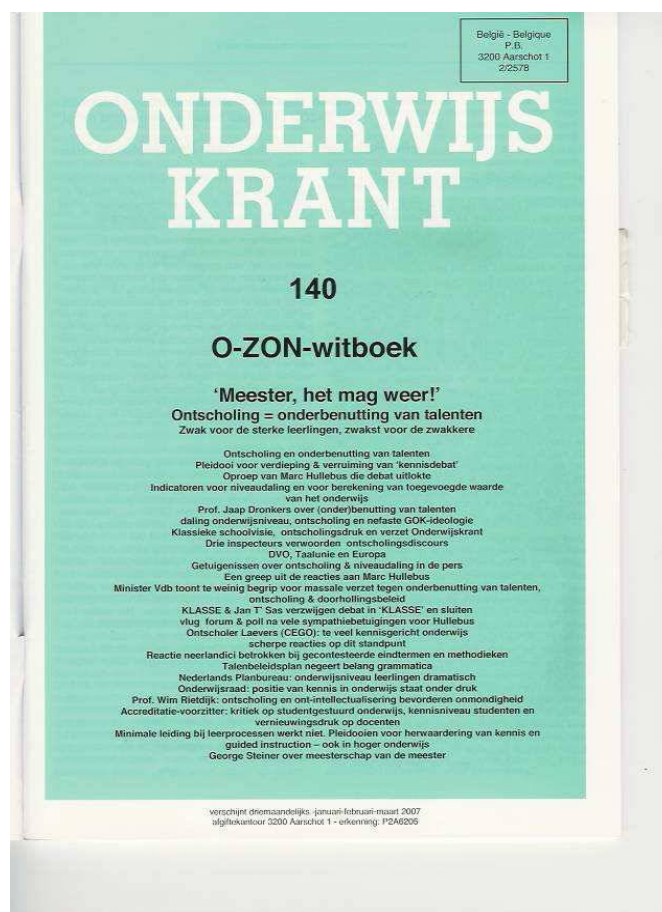 België - Belgique
P.B.
3200 Aarschot 1
2/2578
ONDERWIJS
KRANT
140
O-ZON-witboek
‘Meester, het mag weer!’
Ontscholing = onderbenutting van talenten
Zwak voor de sterke leerlingen, zwakst voor de zwakkere
Ontscholing en onderbenutting van talenten
Pleidooi voor verdieping & verruiming van ‘kennisdebat’
Oproep van Marc Hullebus die debat uitlokte
Indicatoren voor niveaudaling en voor berekening van toegevoegde waarde
van het onderwijs
Prof. Jaap Dronkers over (onder)benutting van talenten
daling onderwijsniveau, ontscholing en nefaste GOK-ideologie
Klassieke schoolvisie, ontscholingsdruk en verzet Onderwijskrant
Drie inspecteurs verwoorden ontscholingsdiscours
DVO, Taalunie en Europa
Getuigenissen over ontscholing & niveaudaling in de pers
Een greep uit de reacties aan Marc Hullebus
Minister Vdb toont te weinig begrip voor massale verzet tegen onderbenutting van talenten,
ontscholing & doorhollingsbeleid
KLASSE & Jan T’ Sas verzwijgen debat in ‘KLASSE’ en sluiten
vlug forum & poll na vele sympathiebetuigingen voor Hullebus
Ontscholer Laevers (CEGO): te veel kennisgericht onderwijs
scherpe reacties op dit standpunt
Reactie neerlandici betrokken bij gecontesteerde eindtermen en methodieken
Talenbeleidsplan negeert belang grammatica
Nederlands Planbureau: onderwijsniveau leerlingen dramatisch
Onderwijsraad: positie van kennis in onderwijs staat onder druk
Prof. Wim Rietdijk: ontscholing en ont-intellectualisering bevorderen onmondigheid
Accreditatie-voorzitter: kritiek op studentgestuurd onderwijs, kennisniveau studenten en
vernieuwingsdruk op docenten
Minimale leiding bij leerprocessen werkt niet. Pleidooien voor herwaardering van kennis en
guided instruction – ook in hoger onderwijs
George Steiner over meesterschap van de meester
verschijnt driemaandelijks -januari-februari-maart 2007
afgiftekantoor 3200 Aarschot 1 - erkenning: P2A6205